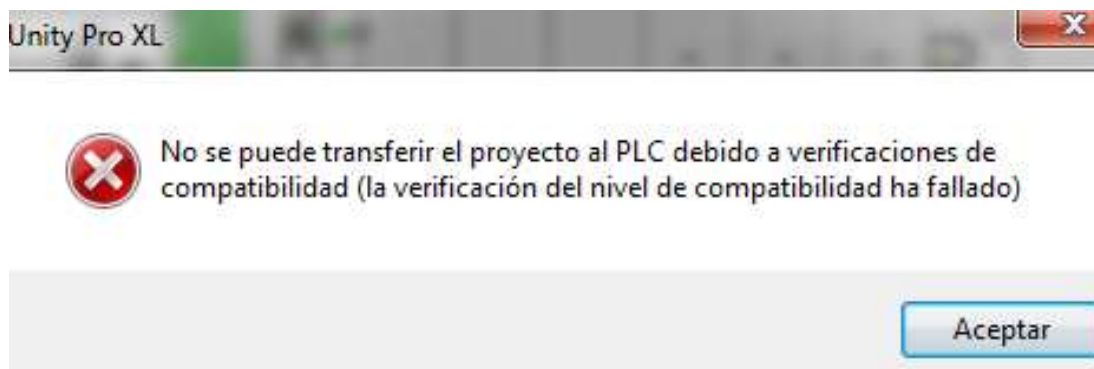 Unity Pro XL
No se puede transferir el proyecto al PLC debido a verificaciones de
compatibilidad (la verificación del nivel de compatibilidad ha fallado)
Aceptar